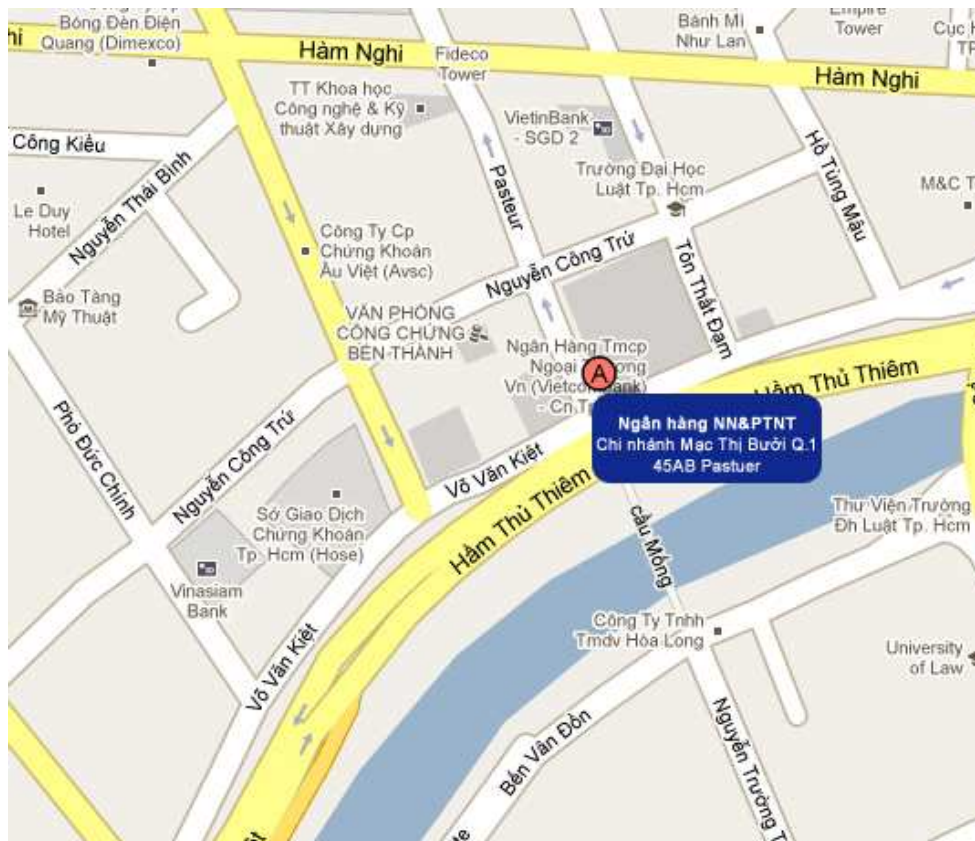 Bóng Đèn Điện
Quang (Dimexco)
Hàm Nghi
Fideco
Tower
Bánh Mì
Như Lan
Empire
Tower
Cục
Hàm Nghi
TT Khoa học
Công nghệ & Kỹ
thuật Xây dựng
VietinBank
- SGD 2
Công Kiều
Nguyễn Thái Bình
Pasteur
Trường Đại Học
Luật Tp. Hcm
Hồ Tùng Mậu
M&C
Le Duy
Hotel
Công Ty Cp
Chứng Khoán
Âu Việt (Avsc)
Nguyễn Công Trứ
Tôn Thất Đạm
Bảo Tàng
Mỹ Thuật
VĂN PHÒNG
CÔNG CHỨNG
BẾN THÀNH
Ngân Hàng Tmcp
Ngoại
Vn
- Cn
A
Hầm Thủ Thiêm
Ngân hàng NN&PTNT
Chi nhánh Mạc Thị Bưởi Q.1
45AB Pastuer
Phó Đức Chính
Nguyễn Công Trứ
Võ Văn Kiệt
Sở Giao Dịch
Chứng Khoán
Tp. Hcm (Hose)
Hầm Thủ Thiêm
cầu Mống
Thư Viện Trường
Đh Luật Tp. Hcm
Vinasiam
Bank
Công Ty Tnhh
Tmdv Hòa Long
University
of Law
Võ Văn Kiệt
Bến Vân Đồn
Nguyễn Trường